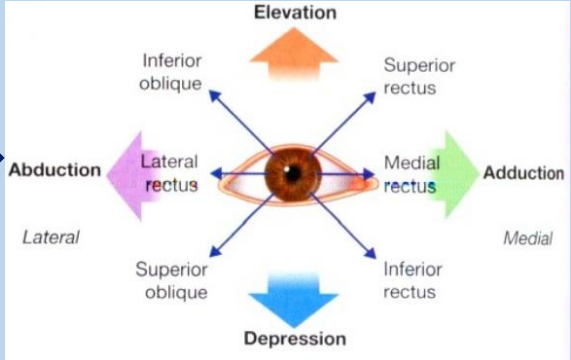 Elevation
Inferior
oblique
Superior
rectus
Abduction
Lateral
rectus
Medial
rectus
Adduction
Lateral
Medial
Superior
oblique
Inferior
rectus
Depression